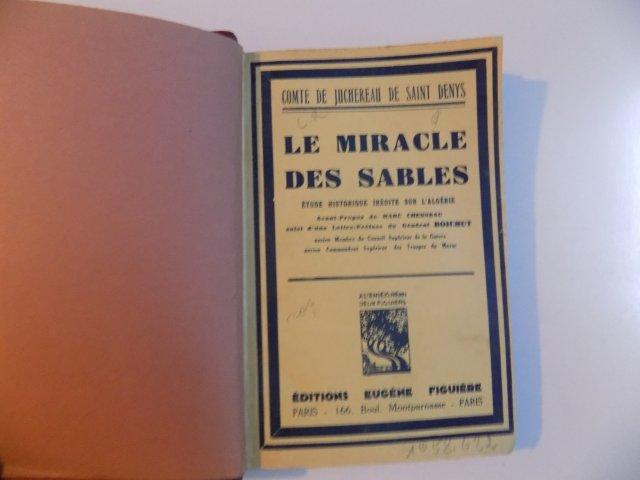 COMTE DE JUCHEREAU DE SAINT DENYS
LE MIRACLE
DES SABLES
ÉTUDE HISTORIQUE INÉDITE SUR L'ALGÉRIE
Avant-Propos de MARC CHESNEAU
suivi d'une Lettre-Préface du Général BOICHUT
ancien Membre du Conseil Supérieur de la Guerre
ancien Commandant Supérieur des Troupes du Maroc
ÉDITIONS EUGÈNE FIGUIÈRE
PARIS - 166, Boul. Montparnasse - PARIS